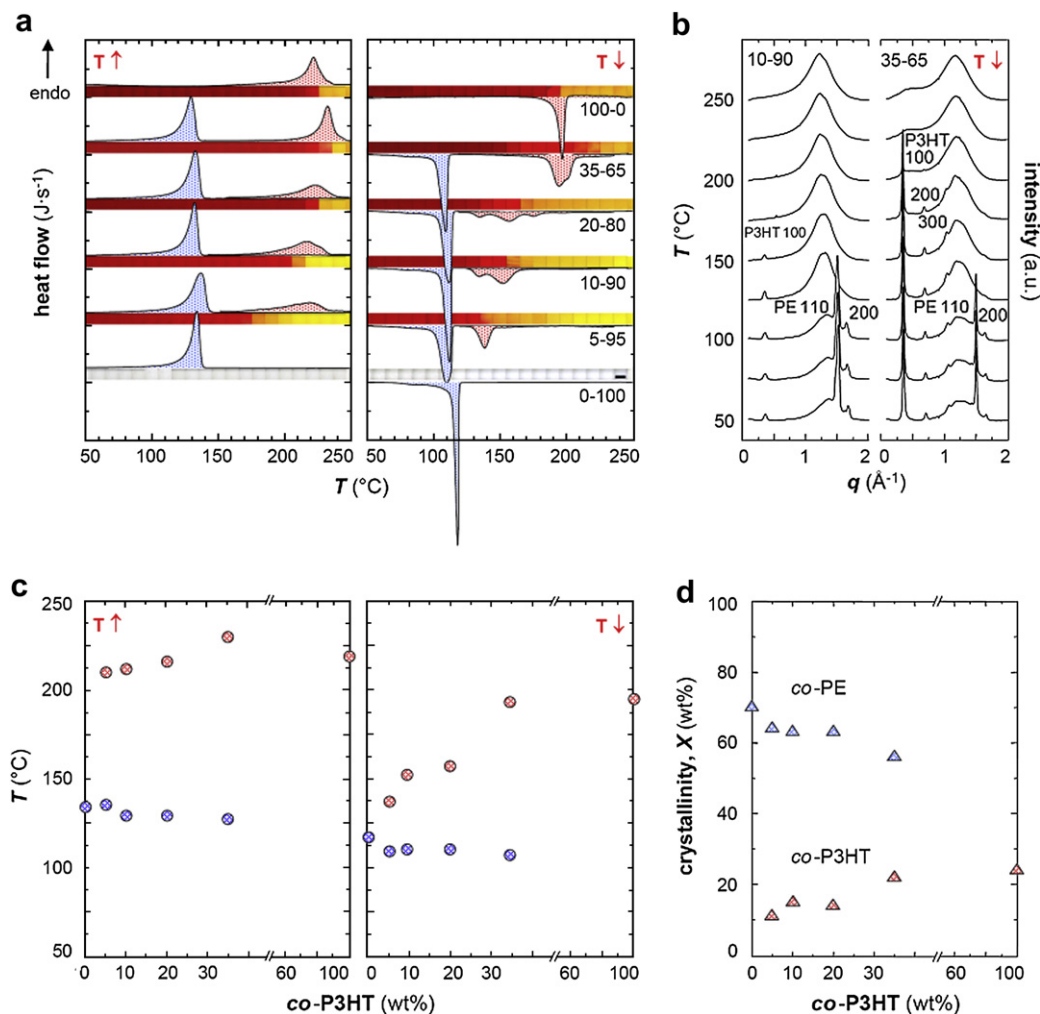 a
T ↑
endo
T ↓
100-0
35-65
20-80
10-90
5-95
0-100
heat flow (J·s⁻¹)
50 100 150 200 250
50 100 150 200 250
T (°C)
b
10-90
35-65
T ↓
250
200
150
100
50
P3HT
100
200
300
P3HT 100
PE 110
200
PE 110
200
T (°C)
intensity
(a.u.)
0 1 2
0 1 2
q (Å⁻¹)
c
T ↑
T ↓
250
200
150
100
50
T
(°C)
0 10 20 30 60 100
0 10 20 30 60 100
co-P3HT (wt%)
d
100
80
60
40
20
0
co-PE
co-P3HT
crystallinity, X (wt%)
0 10 20 30 40 60 100
co-P3HT (wt%)